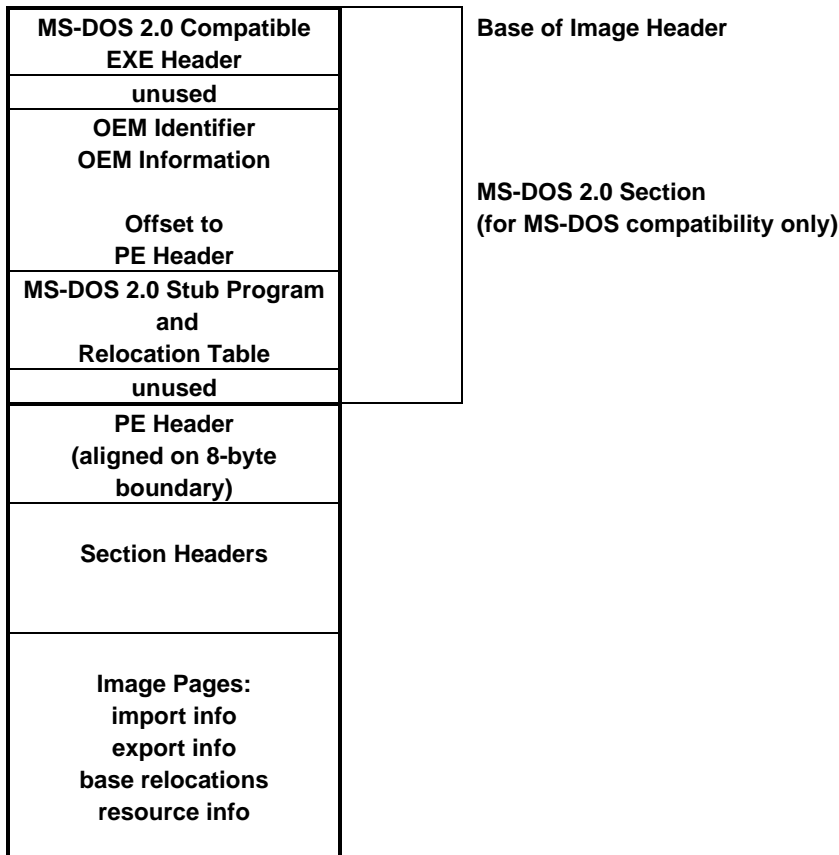 MS-DOS 2.0 Compatible
EXE Header
Base of Image Header
unused
OEM Identifier
OEM Information
Offset to
PE Header
MS-DOS 2.0 Section
(for MS-DOS compatibility only)
MS-DOS 2.0 Stub Program
and
Relocation Table
unused
PE Header
(aligned on 8-byte
boundary)
Section Headers
Image Pages:
import info
export info
base relocations
resource info